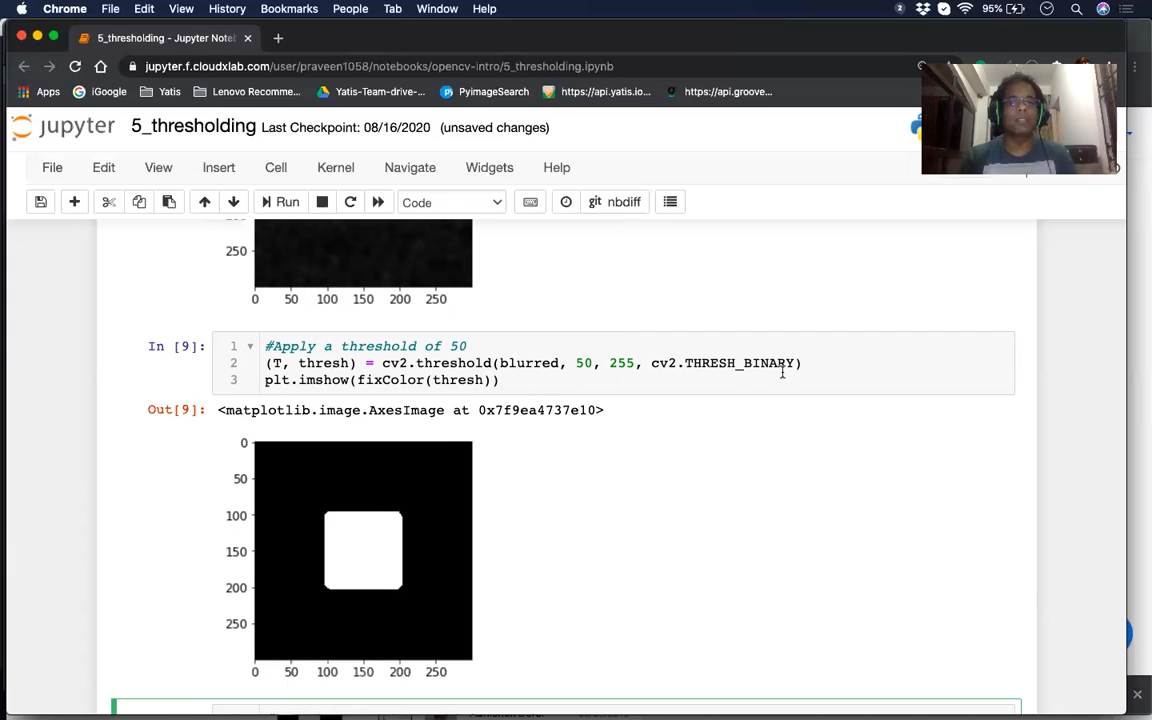 Chrome File Edit View History Bookmarks People Tab Window Help 2 95%
5_thresholding - Jupyter Note
jupyter.f.cloudxlab.com/user/praveen1058/notebooks/opencv-intro/5_thresholding.ipynb
Apps iGoogle Yatis Lenovo Recomme... Yatis-Team-drive-... PyimageSearch https://api.yatis.io... https://api.groove...
jupyter 5_thresholding Last Checkpoint: 08/16/2020 (unsaved changes)
File Edit View Insert Cell Kernel Navigate Widgets Help
Run Code git nbdiff
250
0 50 100 150 200 250
In [9]: 1 #Apply a threshold of 50
2 (T, thresh) = cv2.threshold(blurred, 50, 255, cv2.THRESH_BINARY)
3 plt.imshow(fixColor(thresh))
Out[9]: <matplotlib.image.AxesImage at 0x7f9ea4737e10>
0
50
100
150
200
250
0 50 100 150 200 250